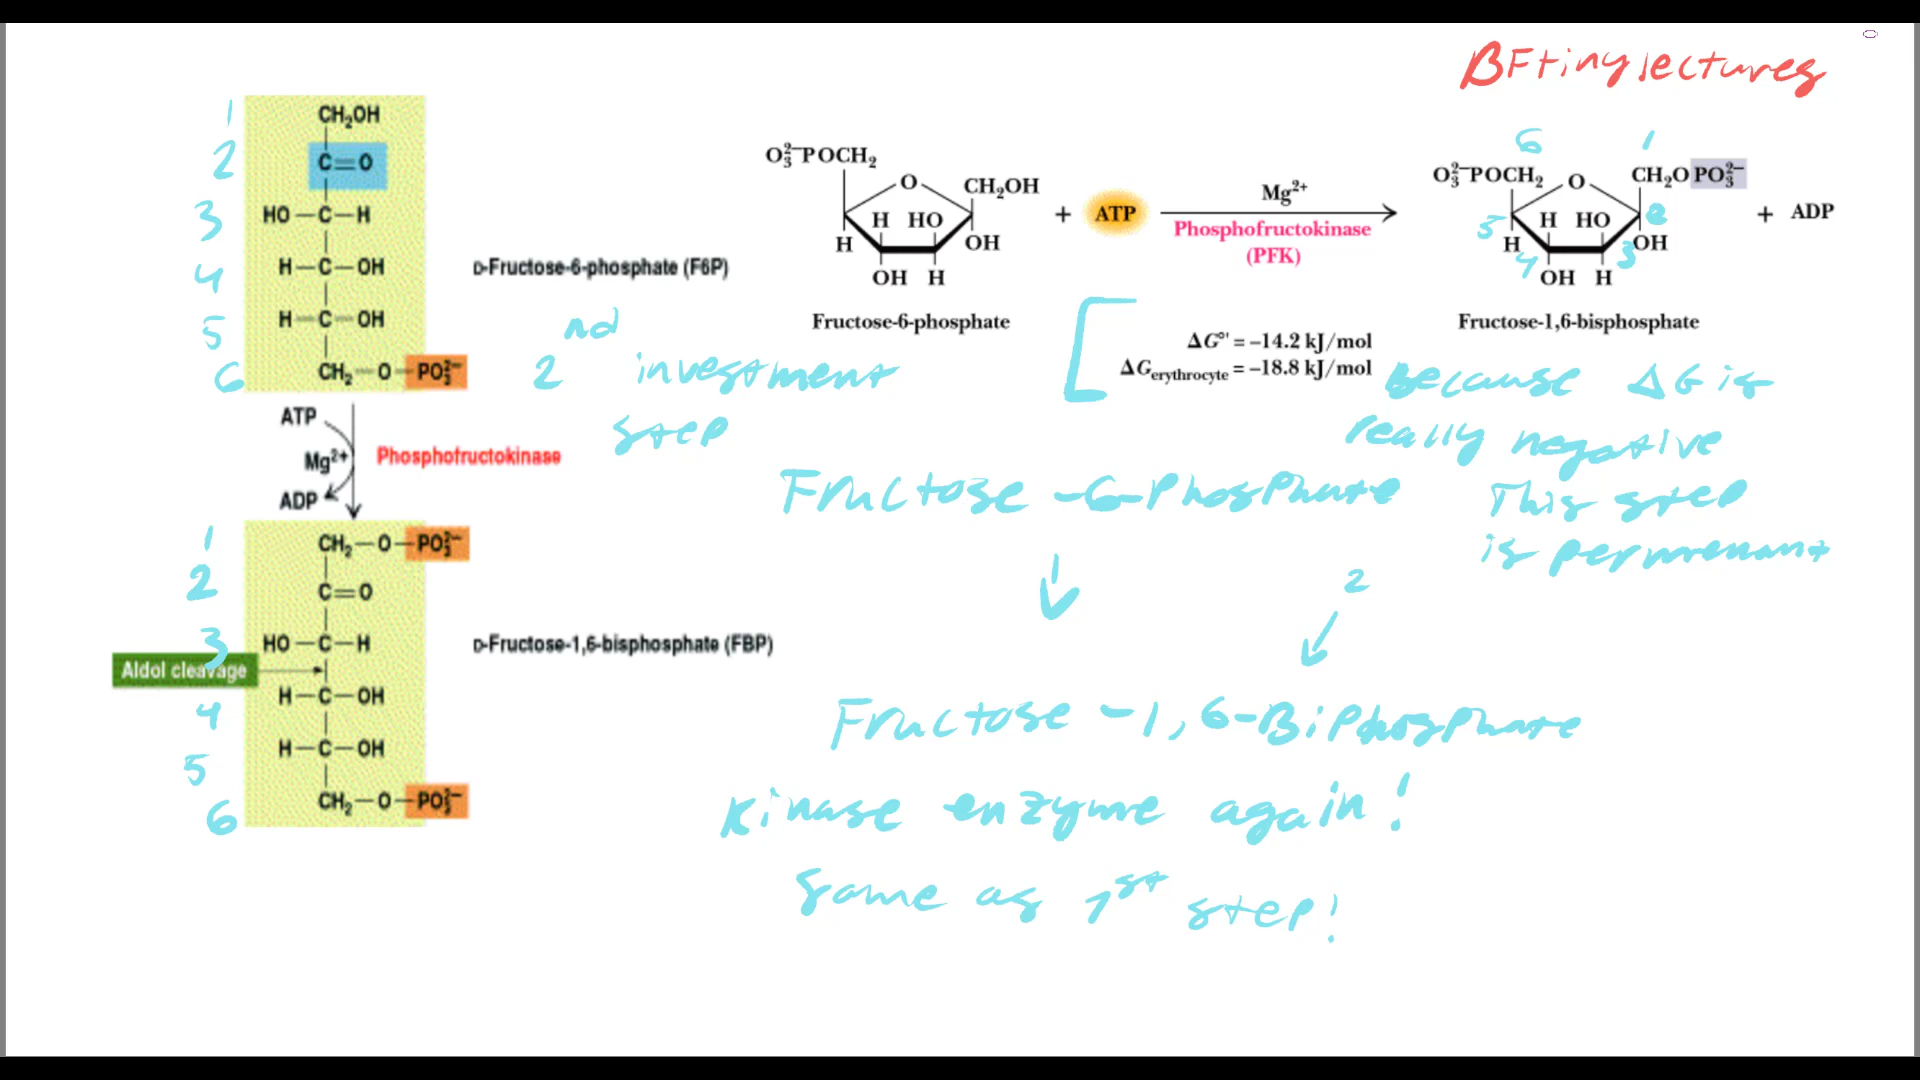 BFtinylectures
1 CH₂OH
2 C=O
3 HO-C-H
4 H-C-OH
5 H-C-OH
6 CH₂-O-PO₃²⁻
D-Fructose-6-phosphate (F6P)
ATP
Mg²⁺
ADP
Phosphofructokinase
1 CH₂-O-PO₃²⁻
2 C=O
3 HO-C-H
Aldol cleavage
4 H-C-OH
5 H-C-OH
6 CH₂-O-PO₃²⁻
D-Fructose-1,6-bisphosphate (FBP)
2nd investment
step
O₃²⁻POCH₂
O CH₂OH
H HO
H OH
OH H
Fructose-6-phosphate
+ ATP
Mg²⁺
Phosphofructokinase
(PFK)
ΔG°' = –14.2 kJ/mol
ΔGerythrocyte = –18.8 kJ/mol
6 1
O₃²⁻POCH₂ O CH₂O PO₃²⁻
H HO 2
5 H OH
4 3
OH H
+ ADP
Fructose-1,6-bisphosphate
Because ΔG is
really negative
This step
is permenant
Fructose-6-Phosphate
2
Fructose-1,6-Biphosphate
Kinase enzyme again!
Same as 1st step!